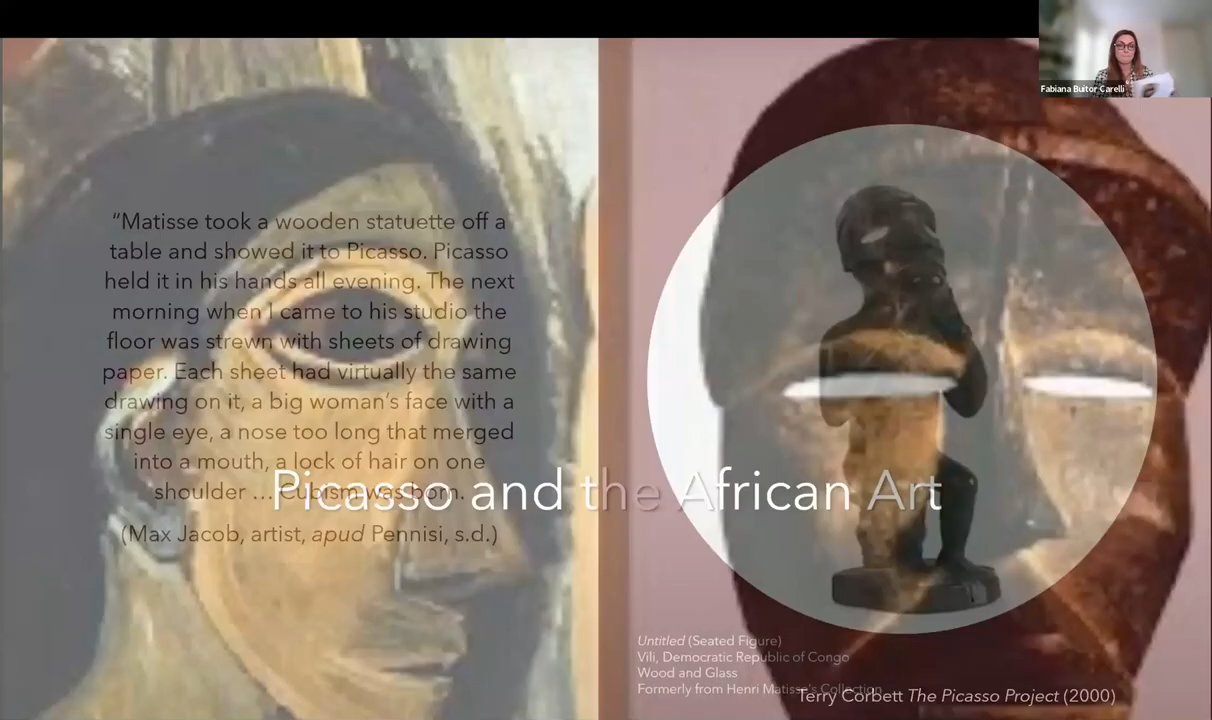 Fabiana Buitor Carelli
“Matisse took a wooden statuette off a
table and showed it to Picasso. Picasso
held it in his hands all evening. The next
morning when I came to his studio the
floor was strewn with sheets of drawing
paper. Each sheet had virtually the same
drawing on it, a big woman’s face with a
single eye, a nose too long that merged
into a mouth, a lock of hair on one
shoulder … Cubism was born.
(Max Jacob, artist, apud Pennisi, s.d.)
Picasso and the African Art
Untitled (Seated Figure)
Vili, Democratic Republic of Congo
Wood and Glass
Formerly from Henri Matisse’s Collection
Terry Corbett The Picasso Project (2000)